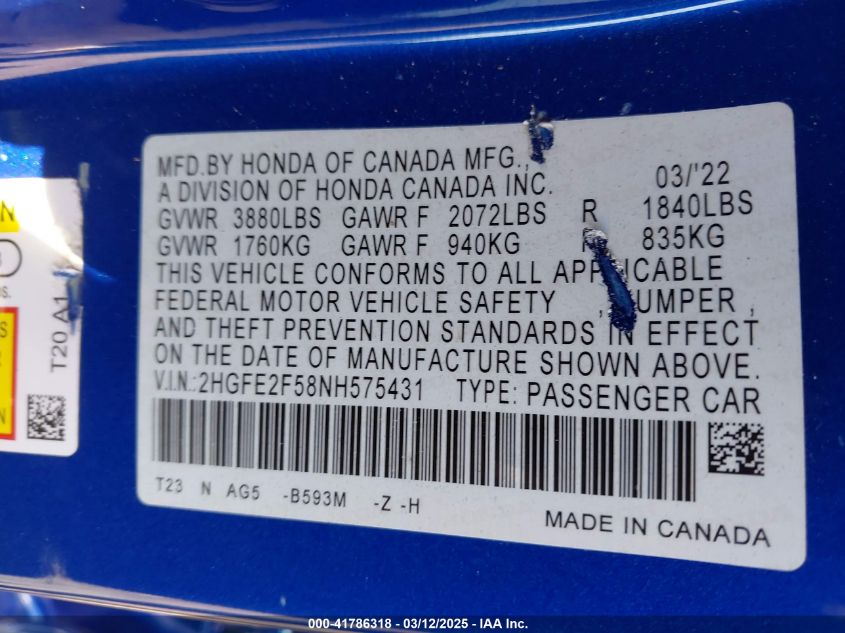 MFD.BY HONDA OF CANADA MFG.,
A DIVISION OF HONDA CANADA INC. 03/'22
GVWR 3880LBS GAWR F 2072LBS R 1840LBS
GVWR 1760KG GAWR F 940KG 835KG
THIS VEHICLE CONFORMS TO ALL
FEDERAL MOTOR VEHICLE SAFETY ,
AND THEFT PREVENTION STANDARDS IN EFFECT
ON THE DATE OF MANUFACTURE SHOWN ABOVE.
V.I.N.:2HGFE2F58NH575431 TYPE: PASSENGER CAR
T23 N AG5 -B593M -Z -H
MADE IN CANADA
T20 A1
000-41786318 - 03/12/2025 - IAA Inc.